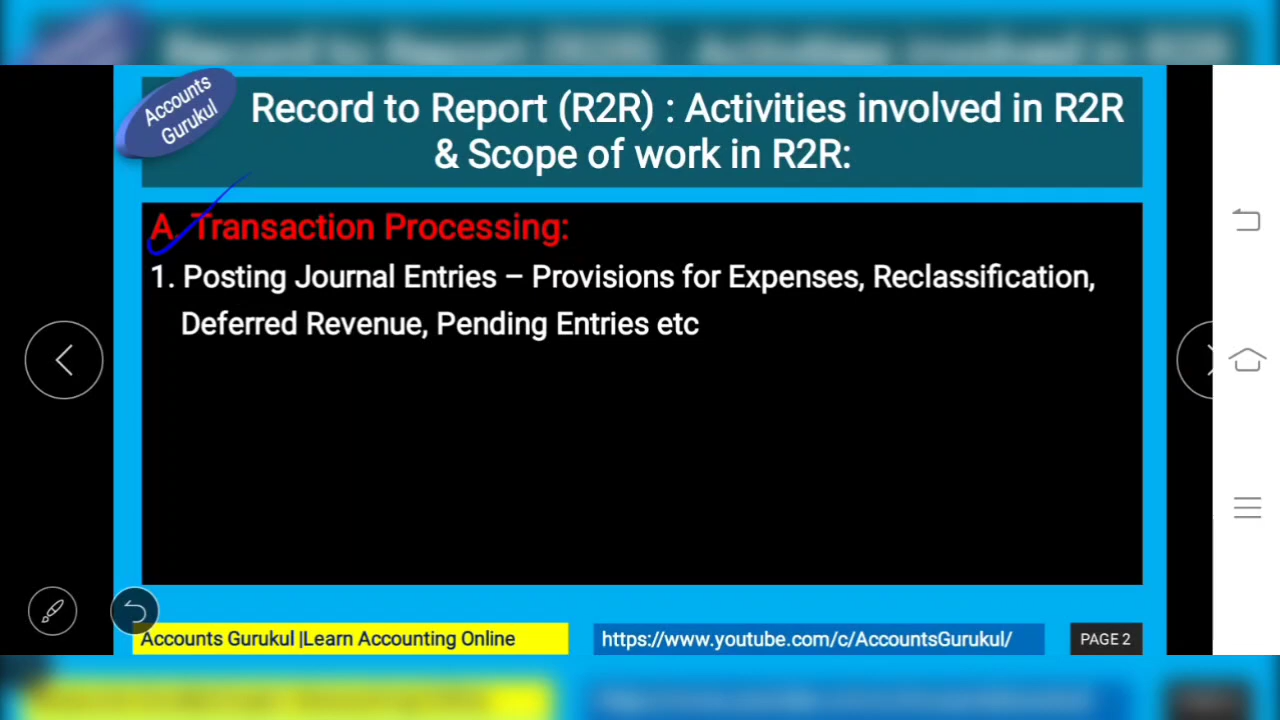 Accounts
Gurukul
Record to Report (R2R) : Activities involved in R2R
& Scope of work in R2R:
A. Transaction Processing:
1. Posting Journal Entries – Provisions for Expenses, Reclassification,
Deferred Revenue, Pending Entries etc
Accounts Gurukul |Learn Accounting Online
https://www.youtube.com/c/AccountsGurukul/
PAGE 2